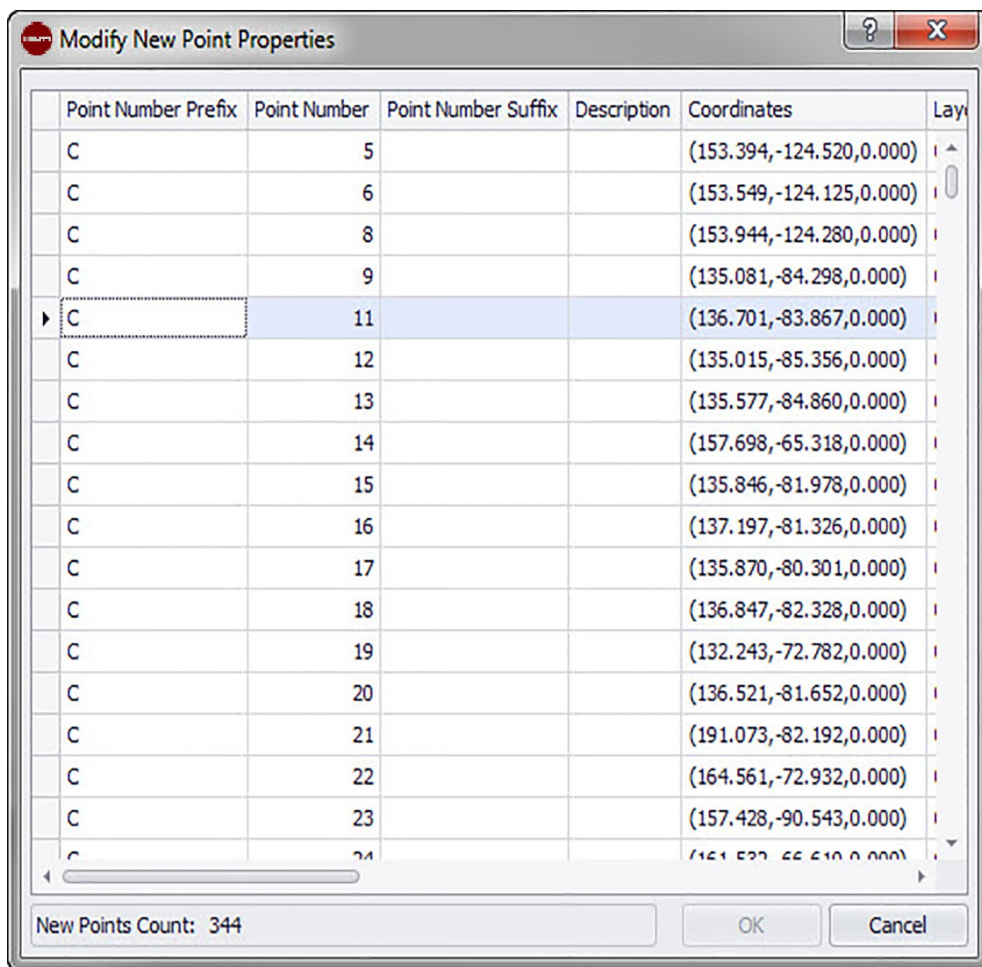 Modify New Point Properties
Point Number Prefix Point Number Point Number Suffix Description Coordinates
C 5 (153.394,-124.520,0.000)
C 6 (153.549,-124.125,0.000)
C 8 (153.944,-124.280,0.000)
C 9 (135.081,-84.298,0.000)
C 11 (136.701,-83.867,0.000)
C 12 (135.015,-85.356,0.000)
C 13 (135.577,-84.860,0.000)
C 14 (157.698,-65.318,0.000)
C 15 (135.846,-81.978,0.000)
C 16 (137.197,-81.326,0.000)
C 17 (135.870,-80.301,0.000)
C 18 (136.847,-82.328,0.000)
C 19 (132.243,-72.782,0.000)
C 20 (136.521,-81.652,0.000)
C 21 (191.073,-82.192,0.000)
C 22 (164.561,-72.932,0.000)
C 23 (157.428,-90.543,0.000)
C 24 (161.532,-66.610,0.000)
New Points Count: 344 OK Cancel